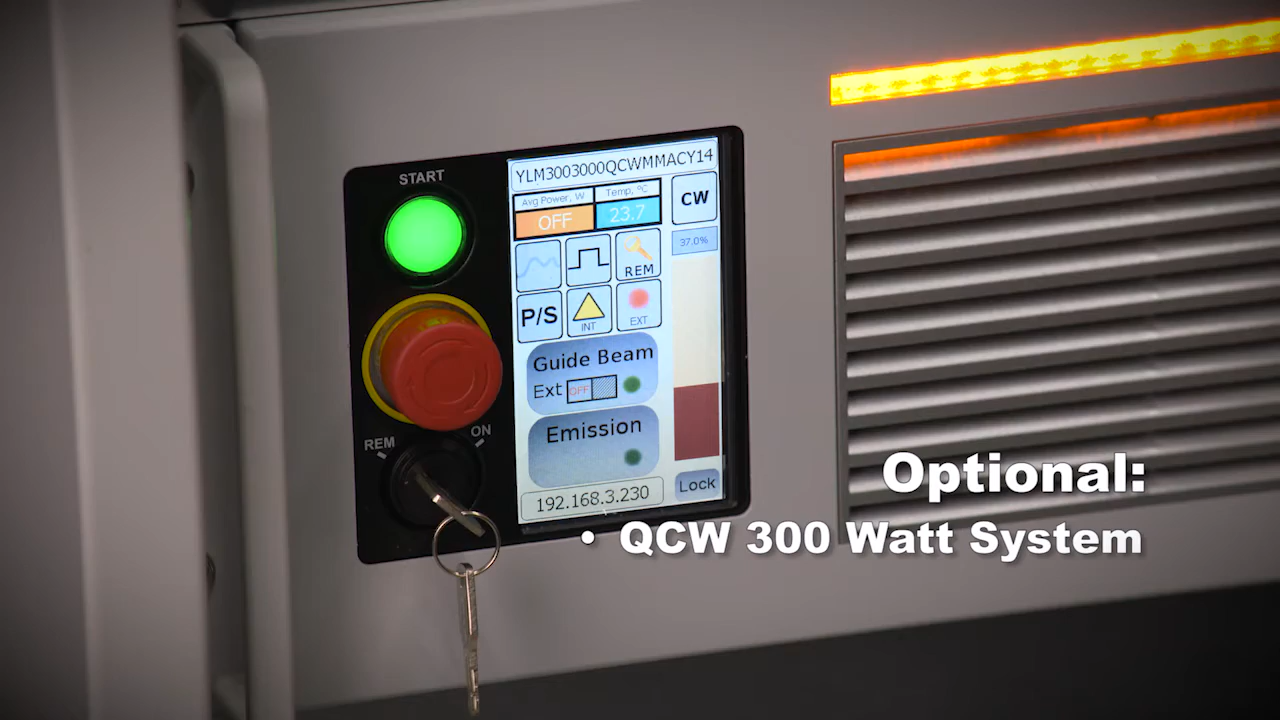 START
YLM3003000QCWMMACY14
Avg Power, W
Temp, °C
CW
OFF
23.7
37.0%
REM
P/S
INT
EXT
Guide Beam
Ext OFF
Emission
REM
ON
192.168.3.230
Lock
Optional:
• QCW 300 Watt System